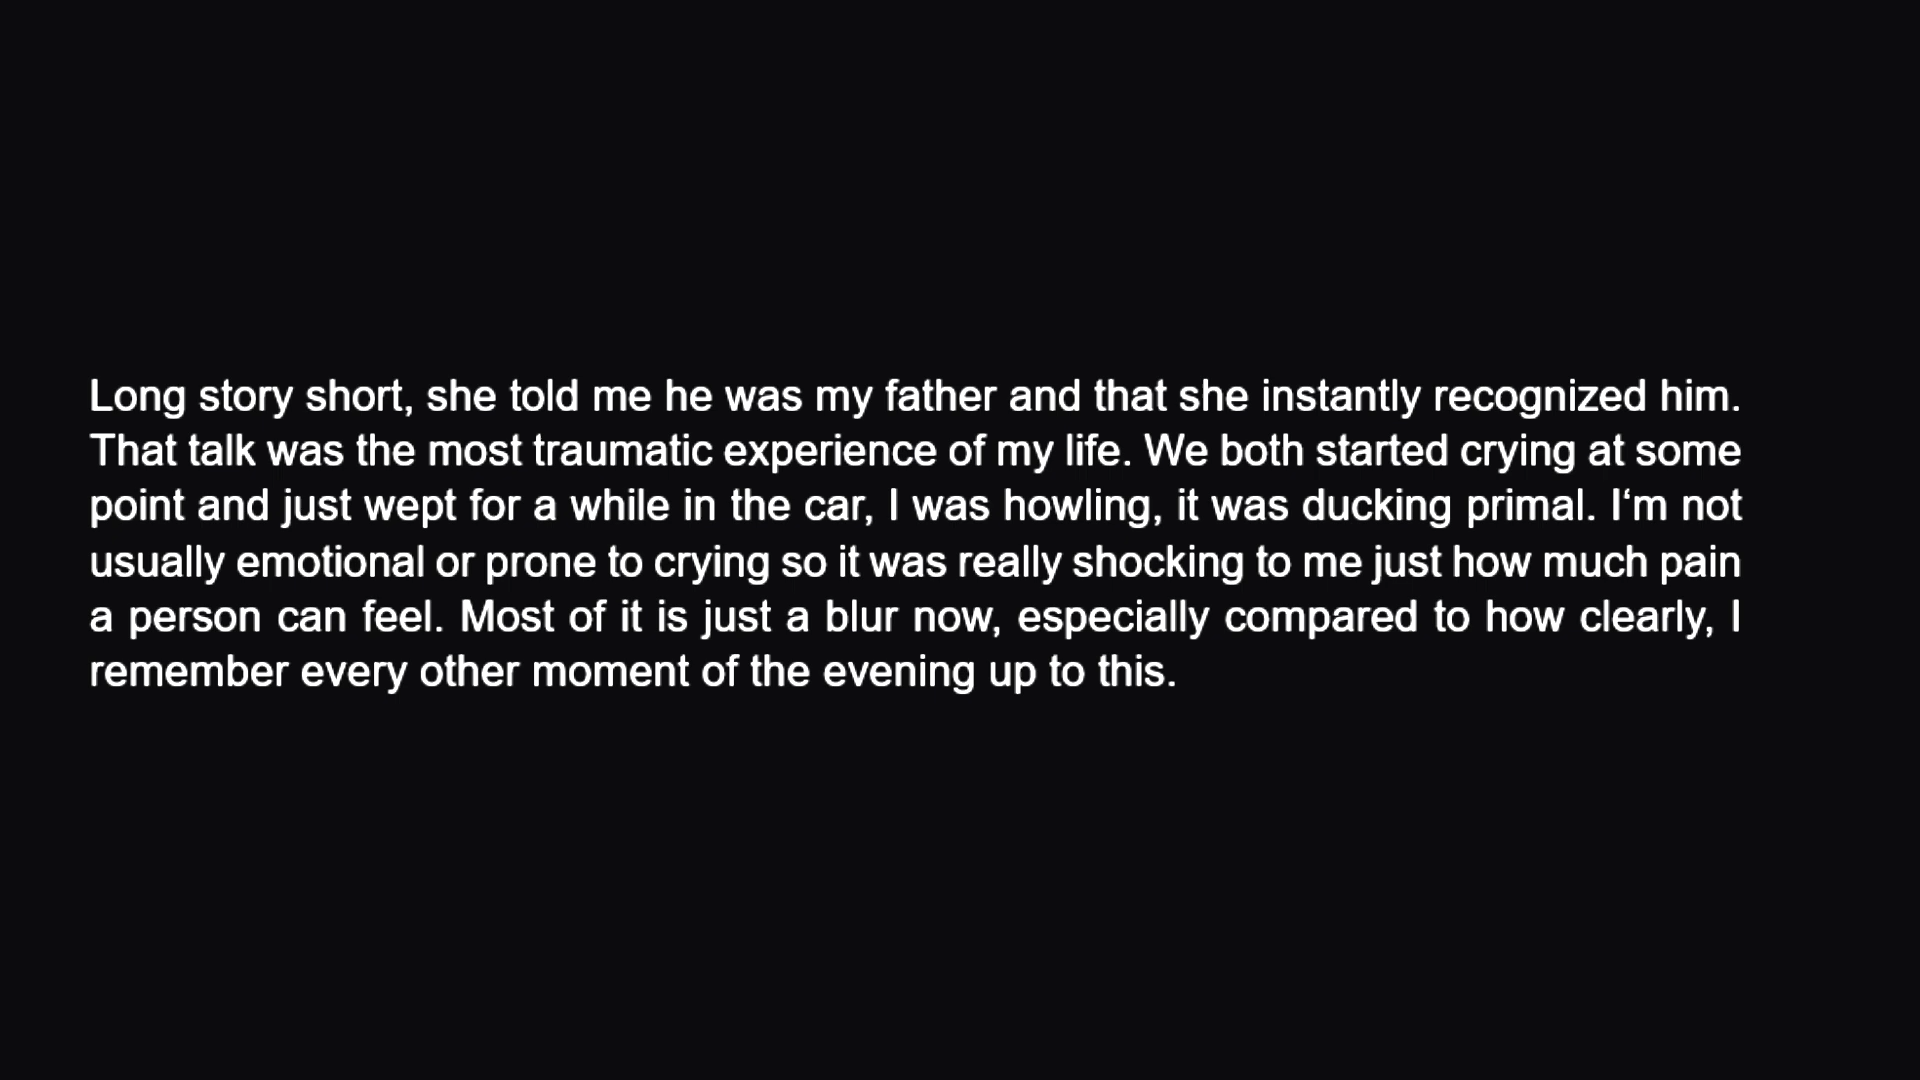 Long story short, she told me he was my father and that she instantly recognized him.
That talk was the most traumatic experience of my life. We both started crying at some
point and just wept for a while in the car, I was howling, it was ducking primal. I‘m not
usually emotional or prone to crying so it was really shocking to me just how much pain
a person can feel. Most of it is just a blur now, especially compared to how clearly, I
remember every other moment of the evening up to this.